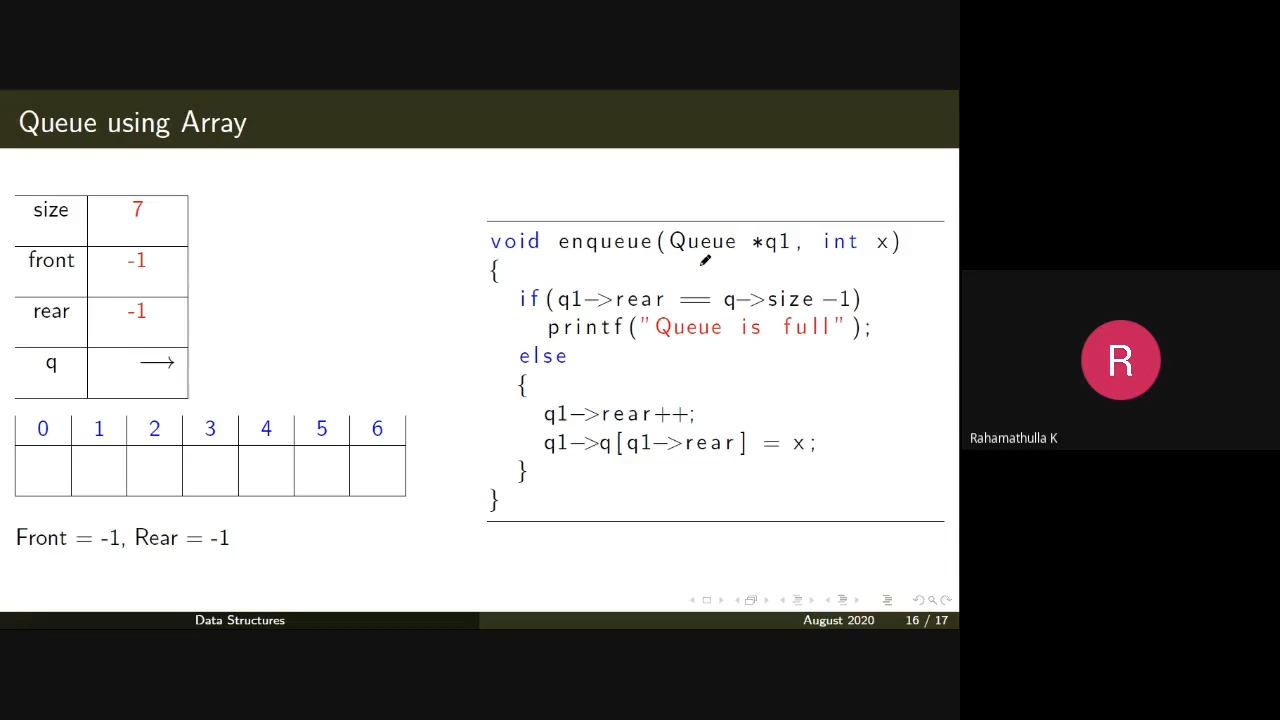 Queue using Array
size 7
front -1
rear -1
q →
0 1 2 3 4 5 6
Front = -1, Rear = -1
void enqueue(Queue *q1, int x)
{
if(q1->rear == q->size -1)
printf("Queue is full");
else
{
q1->rear++;
q1->q[q1->rear] = x;
}
}
Data Structures August 2020 16 / 17
R
Rahamathulla K